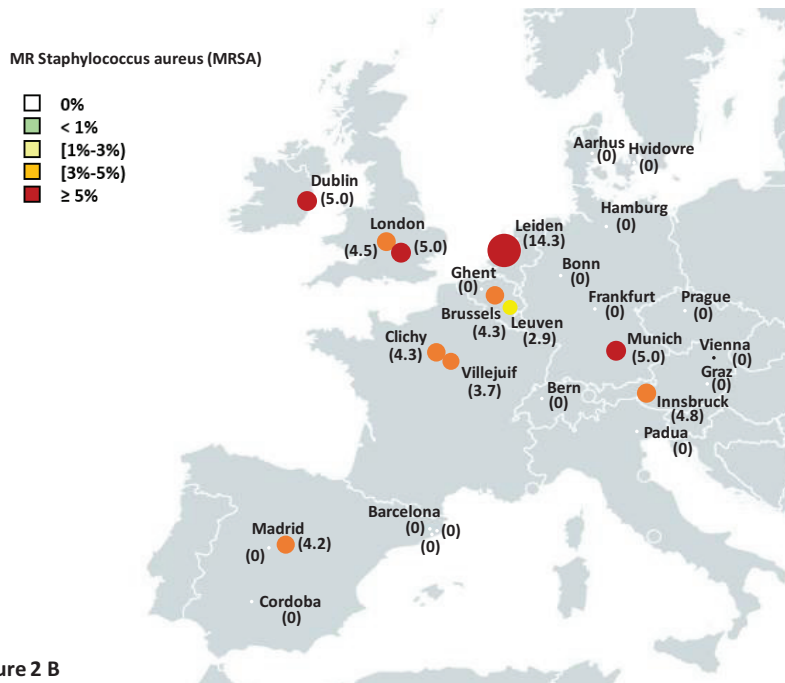 MR Staphylococcus aureus (MRSA)
0%
< 1%
[1%-3%)
[3%-5%)
≥ 5%
Aarhus
(0)
Hvidovre
(0)
Dublin
(5.0)
Hamburg
(0)
London
(4.5)
(5.0)
Leiden
(14.3)
Ghent
(0)
Bonn
(0)
Brussels
(4.3)
Leuven
(2.9)
Frankfurt
(0)
Prague
(0)
Clichy
(4.3)
Villejuif
(3.7)
Munich
(5.0)
Vienna
(0)
Graz
(0)
Bern
(0)
Innsbruck
(4.8)
Padua
(0)
Barcelona
(0)
(0)
(0)
Madrid
(0)
(4.2)
Cordoba
(0)
ure 2 B